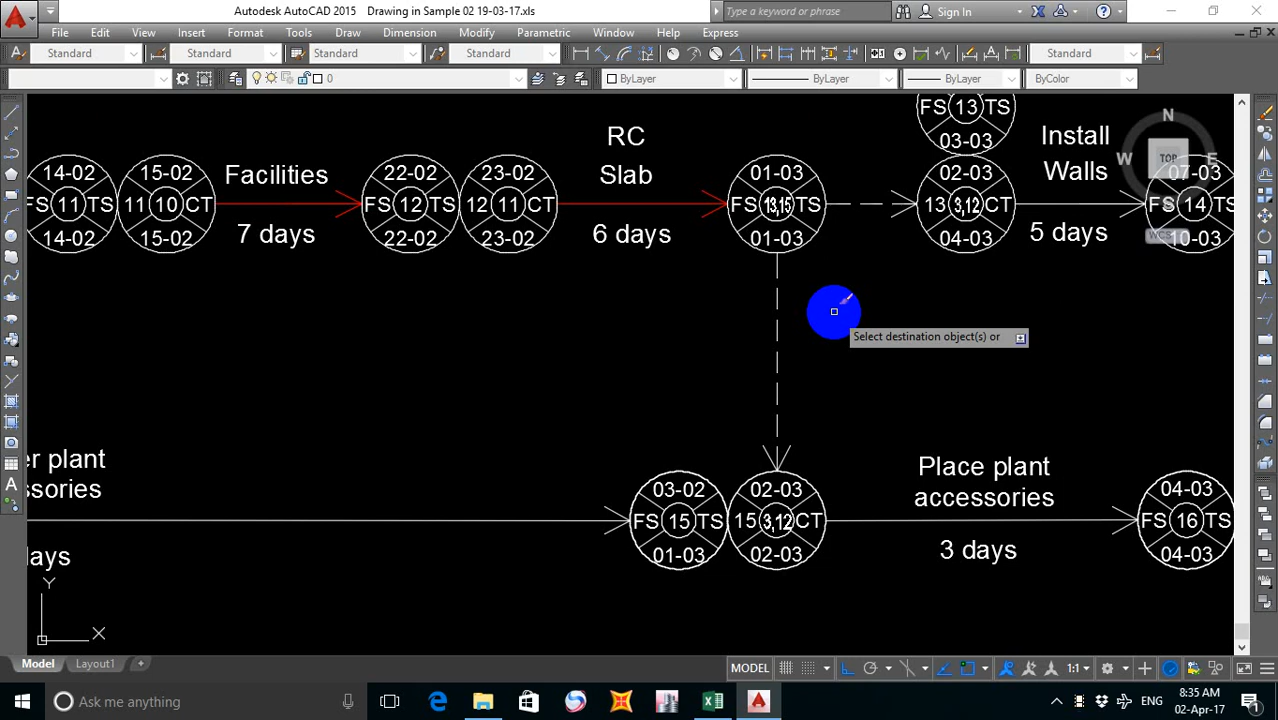 Autodesk AutoCAD 2015 Drawing in Sample 02 19-03-17.xls
Type a keyword or phrase
Sign In
File Edit View Insert Format Tools Draw Dimension Modify Parametric Window Help Express
Standard Standard Standard Standard Standard
0 ByLayer ByLayer ByLayer ByColor
14-02
FS 11 TS
14-02
15-02
11 10 CT
15-02
Facilities
7 days
22-02
FS 12 TS
22-02
23-02
12 11 CT
23-02
RC
Slab
6 days
01-03
FS 13,15 TS
01-03
FS 13 TS
03-03
02-03
13 3,12 CT
04-03
Install
Walls
5 days
07-03
FS 14 TS
10-03
N
W TOP E
WCS
Select destination object(s) or
er plant
ssories
ays
03-02
FS 15 TS
01-03
02-03
15 3,12 CT
02-03
Place plant
accessories
3 days
04-03
FS 16 TS
04-03
Y
X
Model Layout1 +
MODEL 1:1
Ask me anything
ENG
8:35 AM
02-Apr-17